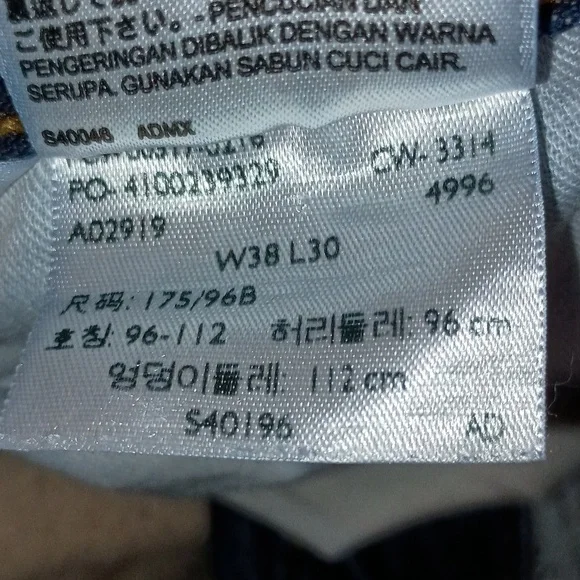 ご使用下さい。- PENCUCIAN DAN
PENGERINGAN DIBALIK DENGAN WARNA
SERUPA. GUNAKAN SABUN CUCI CAIR.
S40046 ADMX
PO- 4100239329 CW- 3314
4996
A02919
W38 L30
尺码: 175/96B
호칭: 96-112 허리둘레: 96 cm
엉덩이둘레: 112 cm
S40196 AD